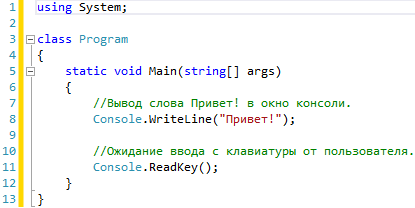 1 using System;
2
3 class Program
4 {
5     static void Main(string[] args)
6     {
7         //Вывод слова Привет! в окно консоли.
8         Console.WriteLine("Привет!");
9
10         //Ожидание ввода с клавиатуры от пользователя.
11         Console.ReadKey();
12     }
13 }